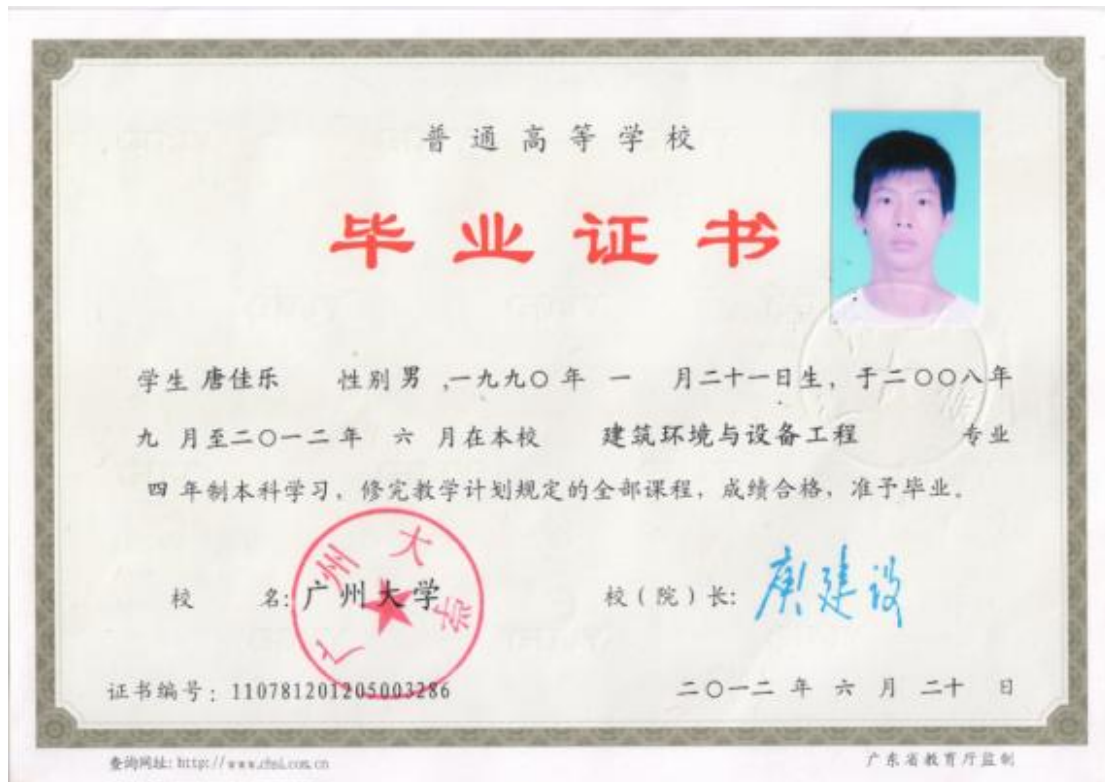 普通高等学校
毕业证书
学生 唐佳乐 性别 男 ,一九九〇年 一 月二十一日生，于二〇〇八年
九 月至二〇一二年 六 月在本校 建筑环境与设备工程 专业
四 年制本科学习，修完教学计划规定的全部课程，成绩合格，准予毕业。
校 名: 广州大学
广州大学
校（院）长: 庾建设
证书编号：110781201205003286
二〇一二 年 六 月 二十 日
查询网址: http://www.chsi.com.cn
广东省教育厅监制